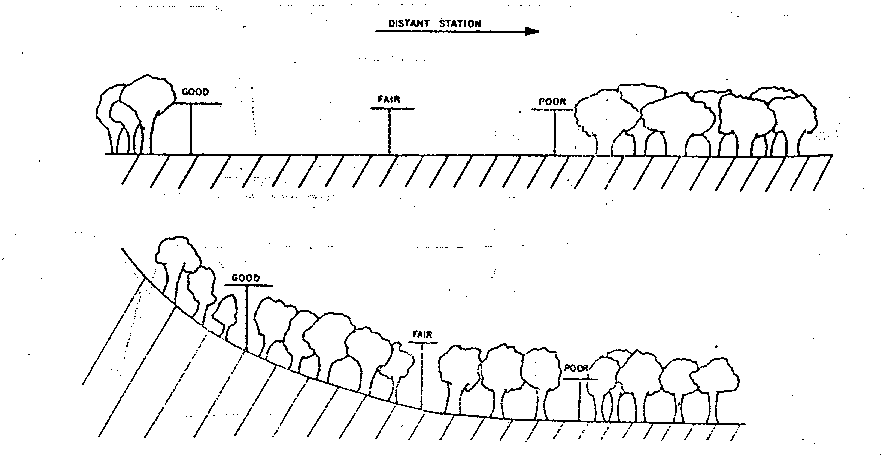 DISTANT STATION
GOOD
FAIR
POOR
GOOD
FAIR
POOR